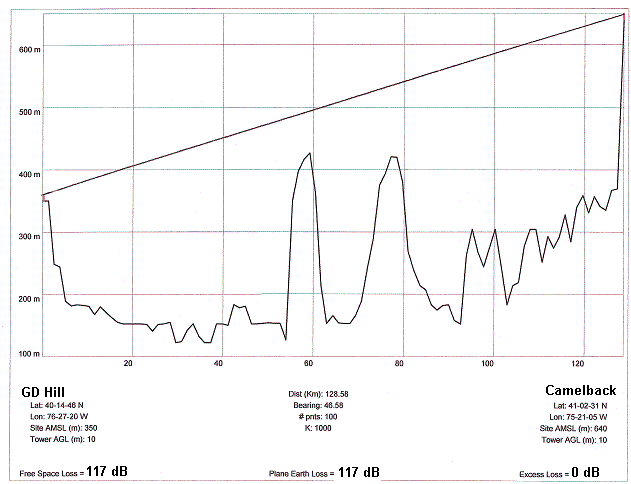 600 m
500 m
400 m
300 m
200 m
100 m
20 40 60 80 100 120
GD Hill
Lat: 40-14-46 N
Lon: 76-27-20 W
Site AMSL (m): 350
Tower AGL (m): 10
Dist (Km): 128.58
Bearing: 46.58
# pnts: 100
K: 1000
Camelback
Lat: 41-02-31 N
Lon: 75-21-05 W
Site AMSL (m): 640
Tower AGL (m): 10
Free Space Loss = 117 dB
Plane Earth Loss = 117 dB
Excess Loss = 0 dB